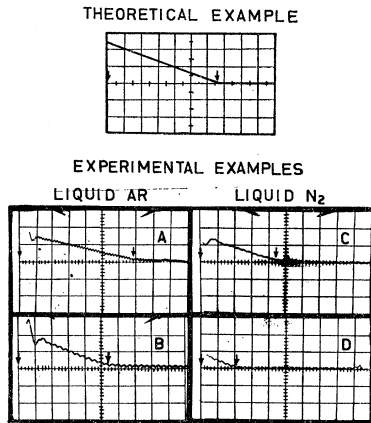 THEORETICAL EXAMPLE
EXPERIMENTAL EXAMPLES
LIQUID AR
LIQUID N₂
A
C
B
D